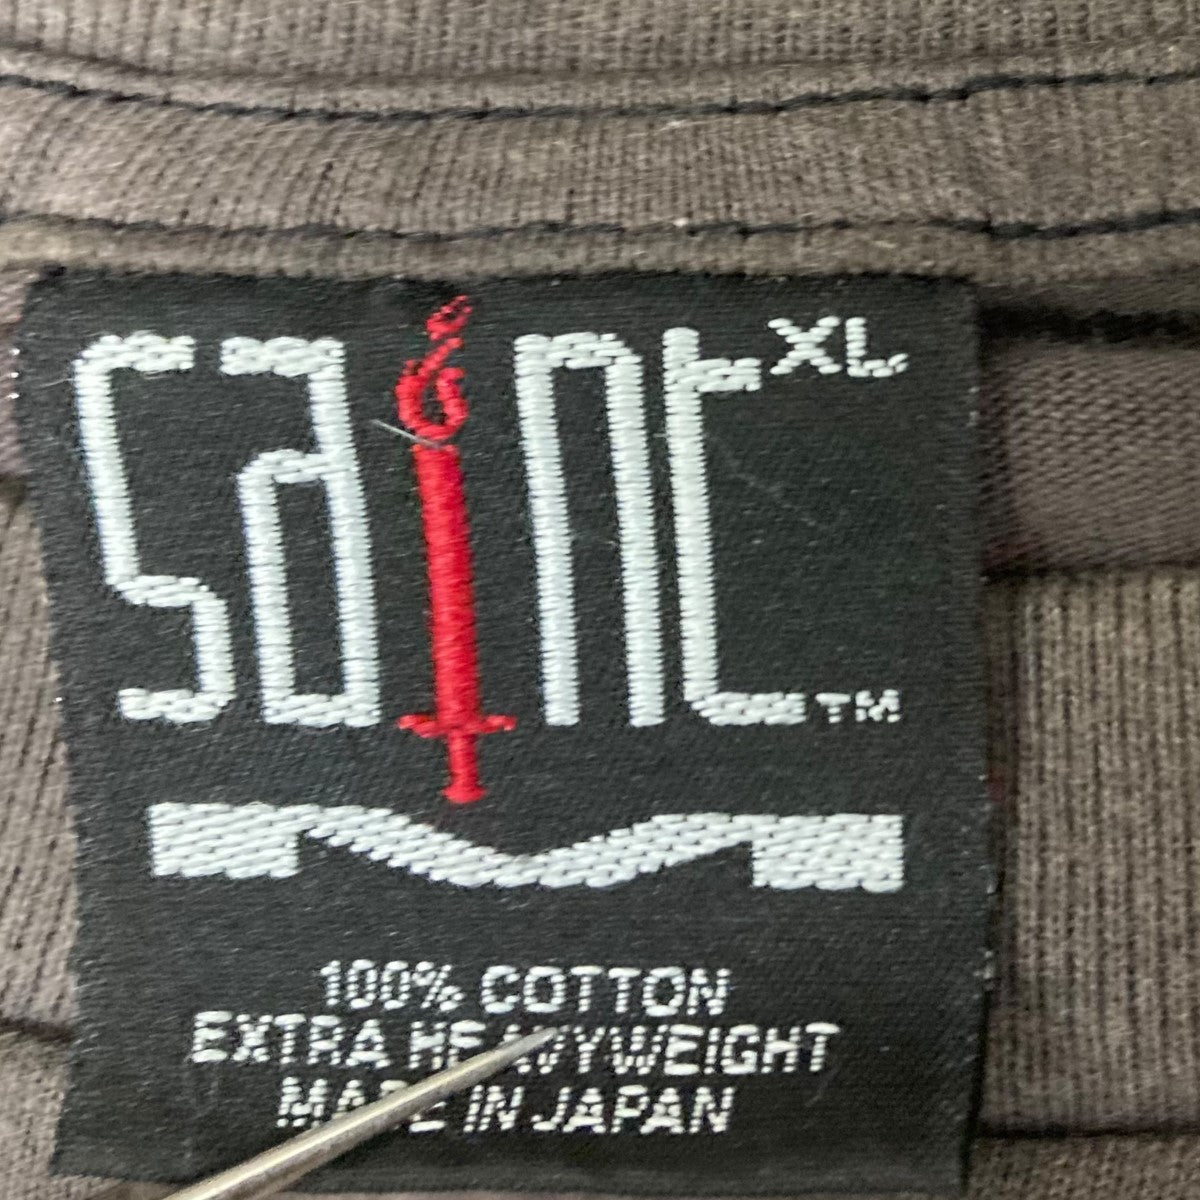 saint XL
TM
100% COTTON
EXTRA HEAVYWEIGHT
MADE IN JAPAN